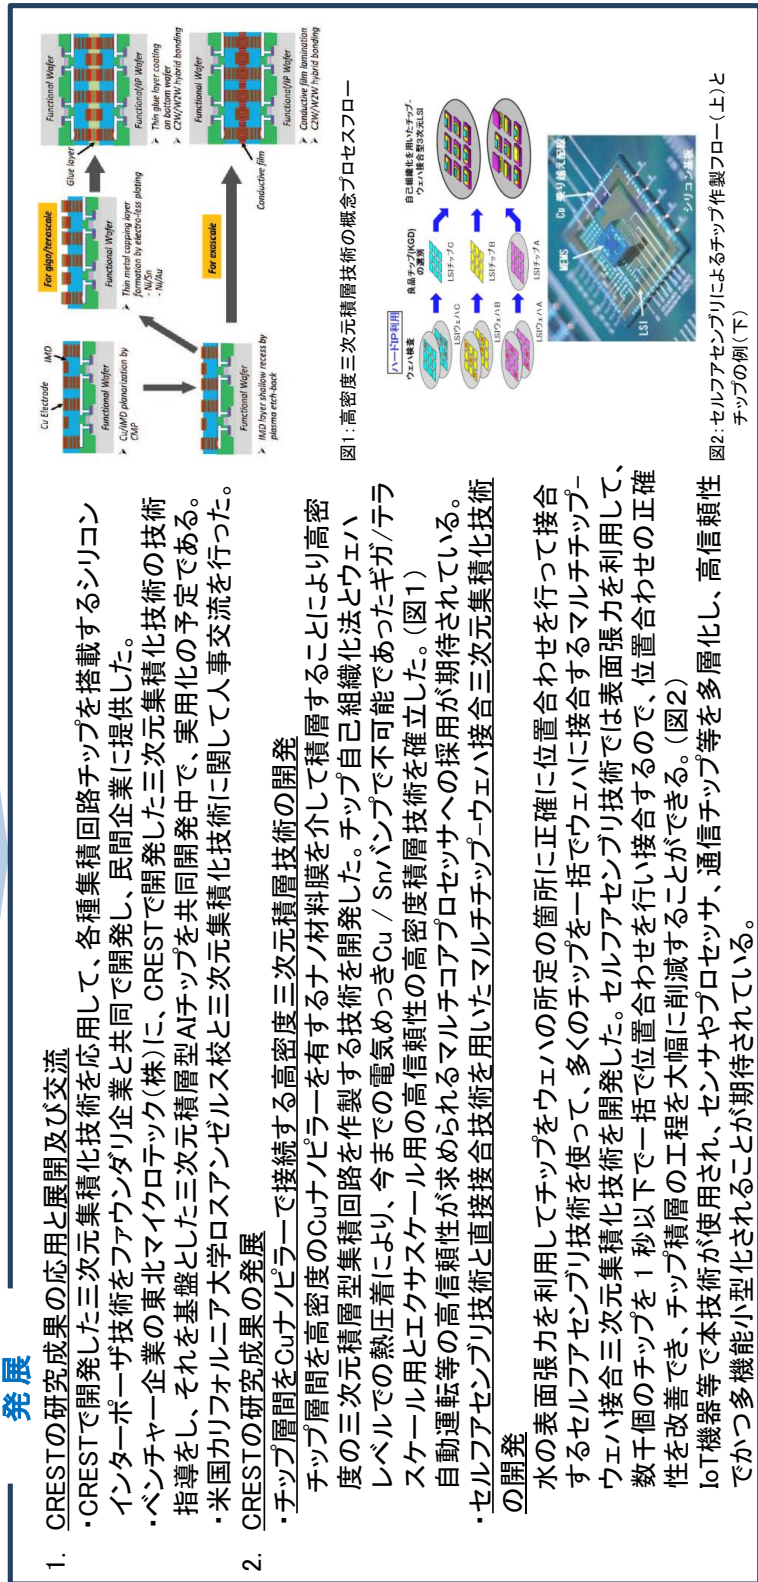 発展
1. CRESTの研究成果の応用と展開及び交流
・CRESTで開発した三次元集積化技術を応用して、各種集積回路チップを搭載するシリコン
インターポーザ技術をファウンダリ企業と共同で開発し、民間企業に提供した。
・ベンチャー企業の東北マイクロテック(株)に、CRESTで開発した三次元集積化技術の技術
指導をし、それを基盤とした三次元積層型AIチップを共同開発中で、実用化の予定である。
・米国カリフォルニア大学ロスアンゼルス校と三次元集積化技術に関して人事交流を行った。
2. CRESTの研究成果の発展
・チップ層間をCuナノピラーで接続する高密度三次元積層技術の開発
チップ層間を高密度のCuナノピラーを有するナノ材料膜を介して積層することにより高密
度の三次元積層型集積回路を作製する技術を開発した。チップ自己組織化法とウェハ
レベルでの熱圧着により、今までの電気めっきCu / Snバンプで不可能であったギガ/テラ
スケール用とエクサスケール用の高信頼性の高密度積層技術を確立した。(図1)
自動運転等の高信頼性が求められるマルチコアプロセッサへの採用が期待されている。
・セルフアセンブリ技術と直接接合技術を用いたマルチチップ-ウェハ接合三次元集積化技術
の開発
水の表面張力を利用してチップをウェハの所定の箇所に正確に位置合わせを行って接合
するセルフアセンブリ技術を使って、多くのチップを一括でウェハに接合するマルチチップ-
ウェハ接合三次元集積化技術を開発した。セルフアセンブリ技術では表面張力を利用して、
数千個のチップを1秒以下で一括で位置合わせを行い接合するので、位置合わせの正確
性を改善でき、チップ積層の工程を大幅に削減することができる。(図2)
IoT機器等で本技術が使用され、センサやプロセッサ、通信チップ等を多層化し、高信頼性
でかつ多機能小型化されることが期待されている。
Cu Electrode
IMD
Functional Wafer
➢ Cu/IMD planarization by
CMP
Functional Wafer
➢ IMD layer shallow recess by
plasma etch-back
For giga/terascale
Functional Wafer
➢ Thin metal capping layer
formation by electro-less plating
- Ni/Sn
- Ni/Au
For exascale
Glue layer
Functional Wafer
Functional/IP Wafer
➢ Thin glue layer coating
on bottom wafer
➢ C2W/W2W hybrid bonding
Functional Wafer
Functional/IP Wafer
Conductive film
➢ Conductive film lamination
➢ C2W/W2W hybrid bonding
図1：高密度三次元積層技術の概念プロセスフロー
ハードIP利用
ウェハ検査
良品チップ(KGD)
の選別
自己組織化を用いたチップ-
ウェハ接合型3次元LSI
LSIウェハC
LSIチップC
LSIウェハB
LSIチップB
LSIウェハA
LSIチップA
MEMS
Cu 乗り越え配線
LSI
シリコン基板
図2：セルフアセンブリによるチップ作製フロー(上)と
チップの例(下)